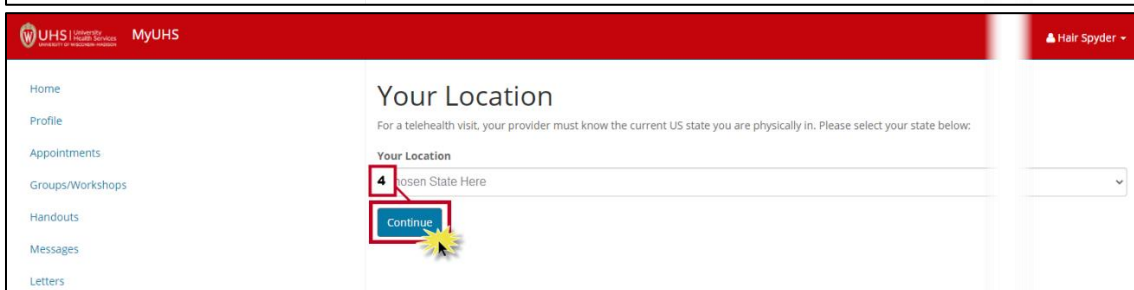 UHS University Health Services MyUHS Hair Spyder
UNIVERSITY OF WISCONSIN-MADISON
Home
Profile
Appointments
Groups/Workshops
Handouts
Messages
Letters
Your Location
For a telehealth visit, your provider must know the current US state you are physically in. Please select your state below:
Your Location
4 hosen State Here
Continue